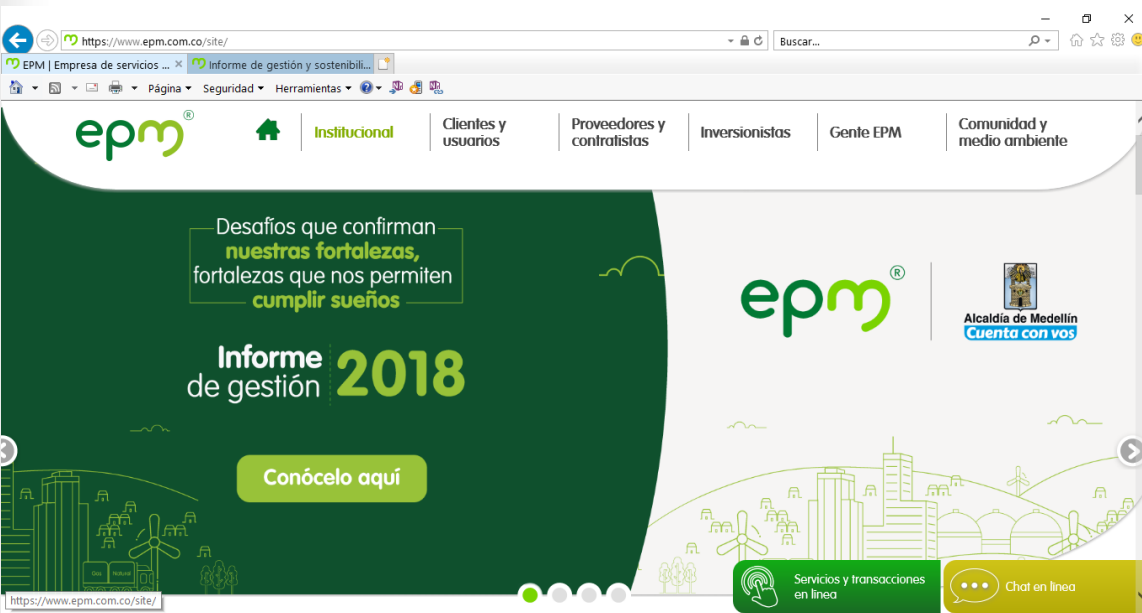 https://www.epm.com.co/site/
Buscar...
EPM | Empresa de servicios ...
Informe de gestión y sostenibili...
Página
Seguridad
Herramientas
epm®
Institucional
Clientes y
usuarios
Proveedores y
contratistas
Inversionistas
Gente EPM
Comunidad y
medio ambiente
Desafíos que confirman
nuestras fortalezas,
fortalezas que nos permiten
cumplir sueños
Informe
de gestión
2018
Conócelo aquí
epm®
Alcaldía de Medellín
Cuenta con vos
Gas Natural
Servicios y transacciones
en línea
Chat en línea
https://www.epm.com.co/site/